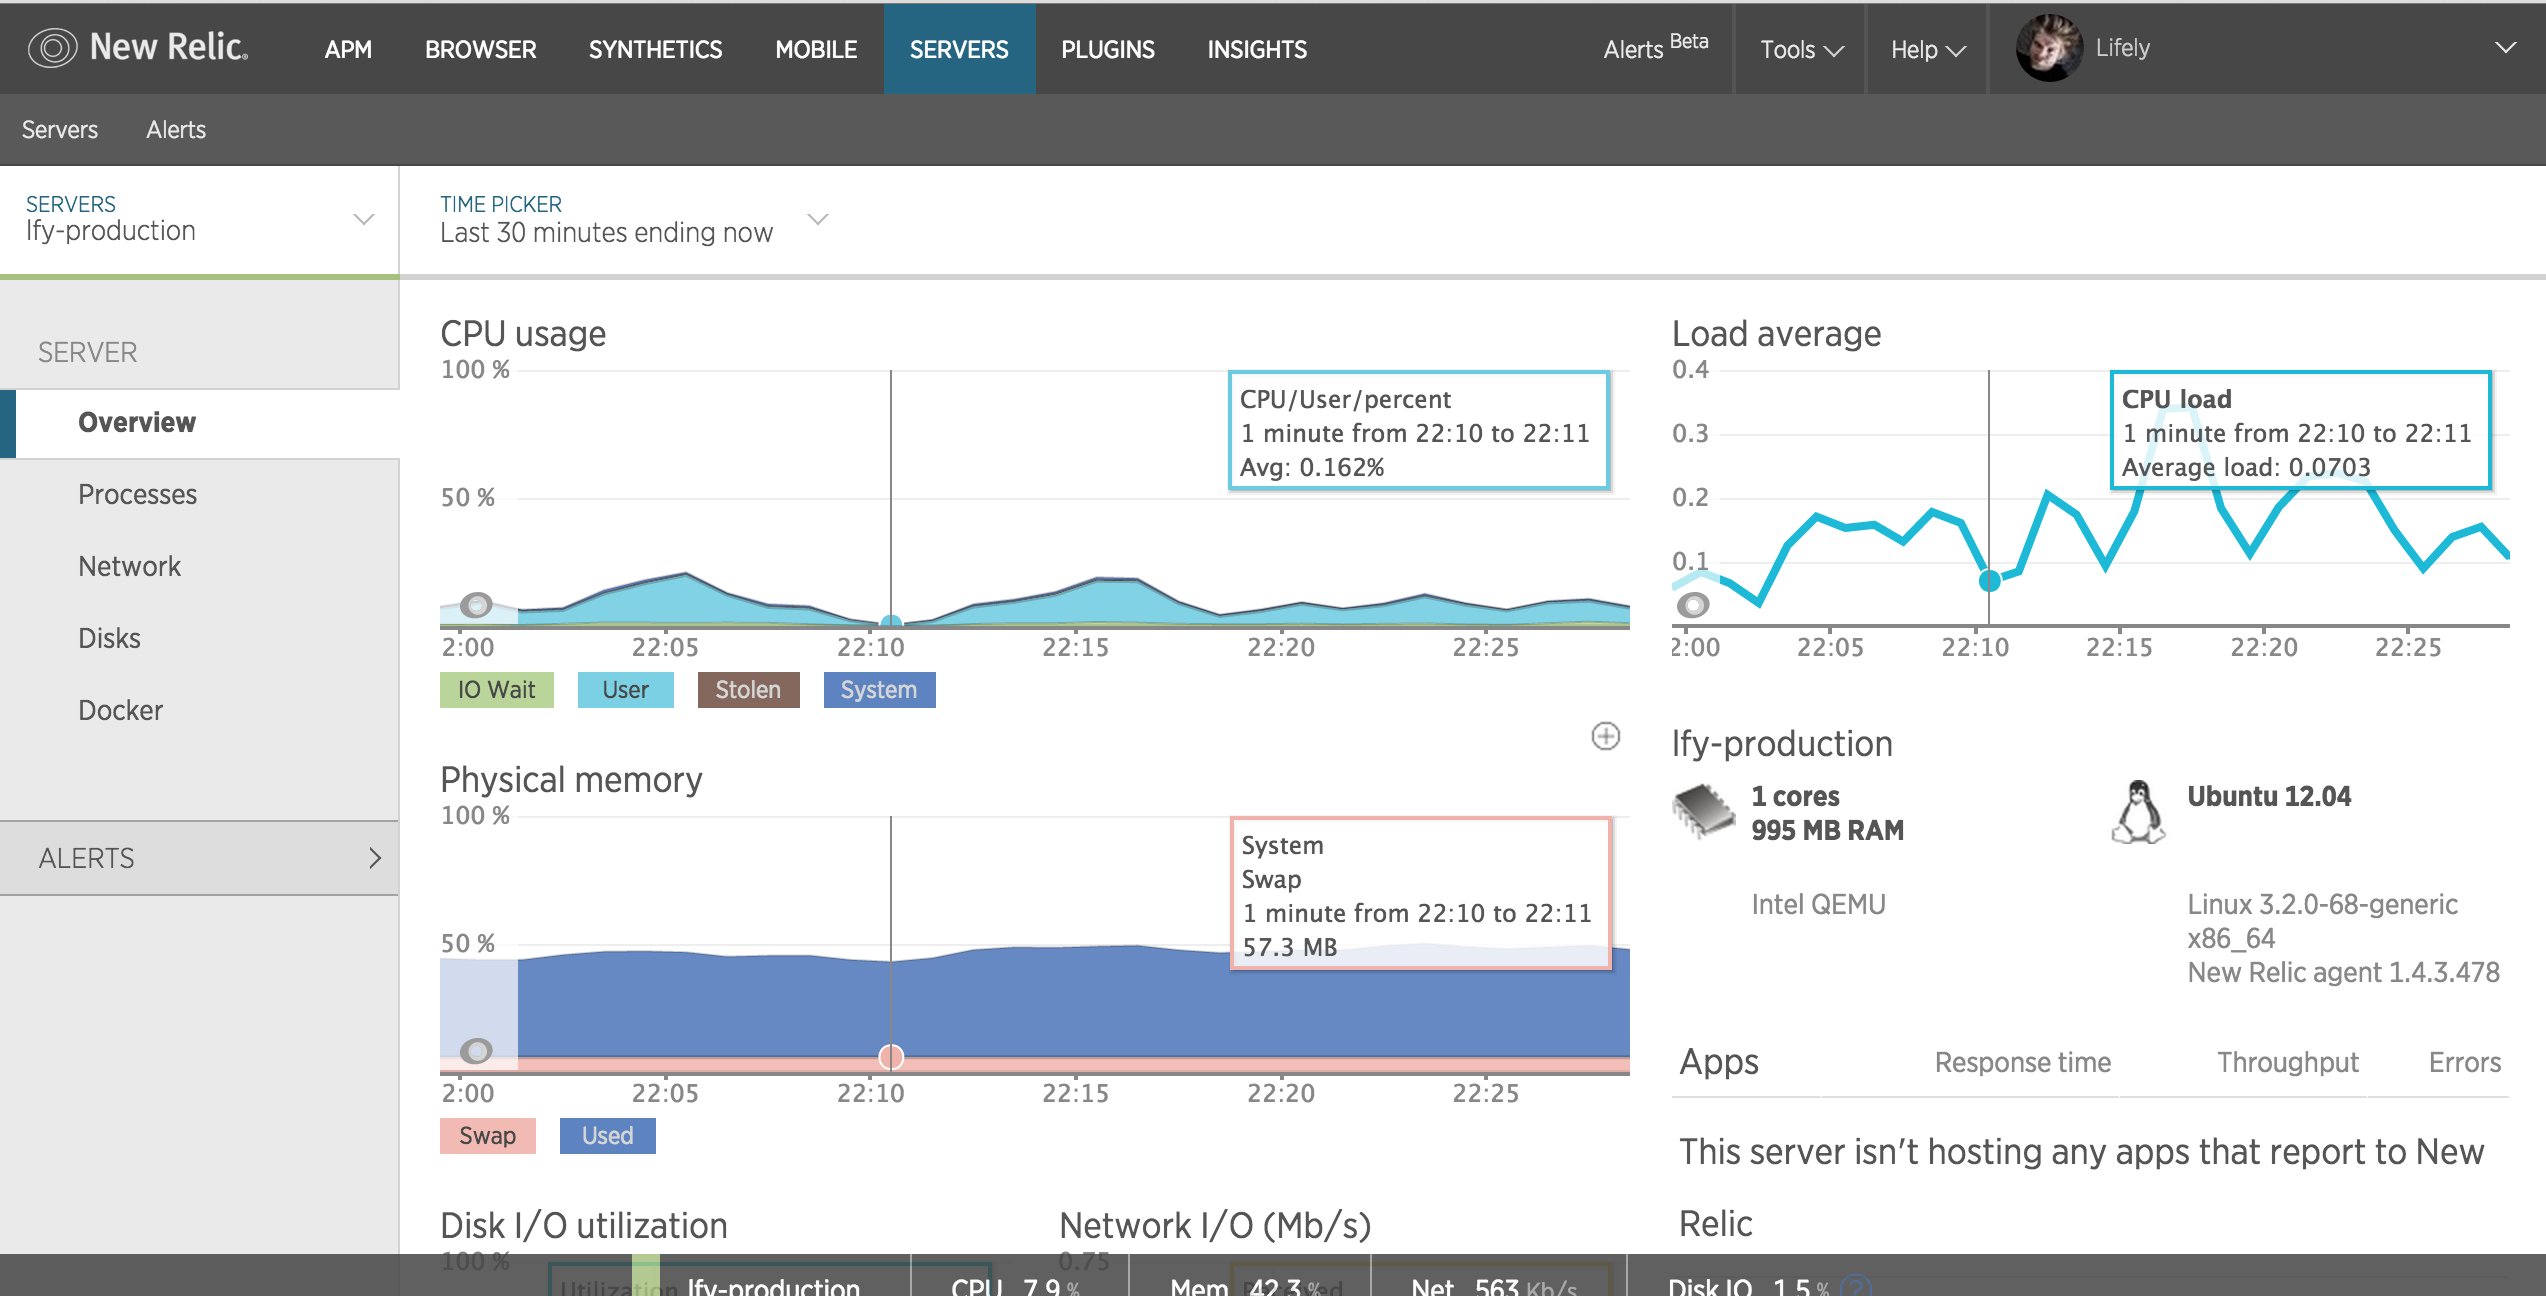 New Relic.
APM BROWSER SYNTHETICS MOBILE SERVERS PLUGINS INSIGHTS
Alerts Beta Tools Help Lifely
Servers Alerts
SERVERS
lfy-production
TIME PICKER
Last 30 minutes ending now
SERVER
Overview
Processes
Network
Disks
Docker
ALERTS
CPU usage
100 %
50 %
CPU/User/percent
1 minute from 22:10 to 22:11
Avg: 0.162%
2:00 22:05 22:10 22:15 22:20 22:25
IO Wait User Stolen System
Load average
0.4
0.3
0.2
0.1
CPU load
1 minute from 22:10 to 22:11
Average load: 0.0703
2:00 22:05 22:10 22:15 22:20 22:25
Physical memory
100 %
50 %
System
Swap
1 minute from 22:10 to 22:11
57.3 MB
2:00 22:05 22:10 22:15 22:20 22:25
Swap Used
lfy-production
1 cores
995 MB RAM
Intel QEMU
Ubuntu 12.04
Linux 3.2.0-68-generic
x86_64
New Relic agent 1.4.3.478
Apps Response time Throughput Errors
This server isn't hosting any apps that report to New
Relic
Disk I/O utilization
100 %
Utilization
Network I/O (Mb/s)
0.75
lfy-production CPU 7.9 % Mem 42.3 % Net 563 Kb/s Disk IO 1.5 % ?